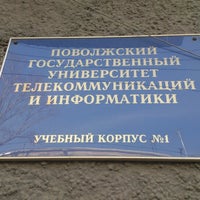 ПОВОЛЖСКИЙ
ГОСУДАРСТВЕННЫЙ
УНИВЕРСИТЕТ
ТЕЛЕКОММУНИКАЦИЙ
И ИНФОРМАТИКИ
УЧЕБНЫЙ КОРПУС №1